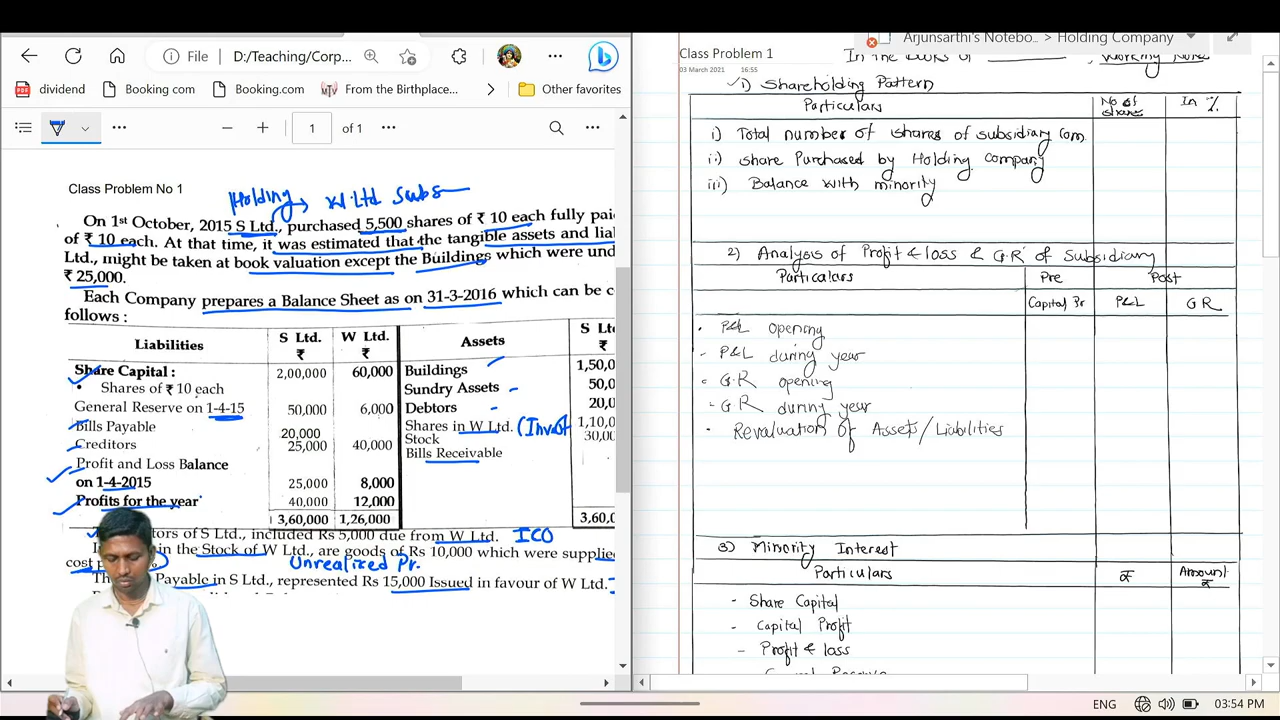 File D:/Teaching/Corp...
dividend Booking.com Booking.com From the Birthplace... Other favorites
1 of 1
Class Problem No 1
Holding → W Ltd Subs
On 1st October, 2015 S Ltd., purchased 5,500 shares of ₹ 10 each fully paid
of ₹ 10 each. At that time, it was estimated that the tangible assets and liab
Ltd., might be taken at book valuation except the Buildings which were und
₹ 25,000.
Each Company prepares a Balance Sheet as on 31-3-2016 which can be c
follows :
Liabilities S Ltd. ₹ W Ltd. ₹ Assets S Lt ₹
Share Capital : 2,00,000 60,000 Buildings 1,50,0
• Shares of ₹ 10 each Sundry Assets 50,0
General Reserve on 1-4-15 50,000 6,000 Debtors 20,0
Bills Payable 20,000 Shares in W Ltd. (Invest 1,10,0
Creditors 25,000 40,000 Stock 30,00
Profit and Loss Balance Bills Receivable
on 1-4-2015 25,000 8,000
Profits for the year 40,000 12,000
3,60,000 1,26,000 3,60,0
tors of S Ltd., included Rs 5,000 due from W Ltd. ICO
in the Stock of W Ltd., are goods of Rs 10,000 which were supplie
cost Unrealized Pr.
Payable in S Ltd., represented Rs 15,000 Issued in favour of W Ltd.
Arjunsarthi's Notebo... > Holding Company
Class Problem 1 In the books of , Working Note
03 March 2021 16:55
1) Shareholding Pattern
Particulars No of shares In %
i) Total number of shares of subsidiary Com.
ii) share Purchased by Holding company
iii) Balance with minority
2) Analysis of Profit & loss & G.R of Subsidiary
Particulars Pre Post
Capital Pr P&L GR
• P&L opening
- P&L during year
- G.R opening
- GR during year
• Revaluation of Assets/Liabilities
3) Minority Interest
Particulars ₹ Amount ₹
- Share Capital
- Capital Profit
- Profit & loss
ENG 03:54 PM